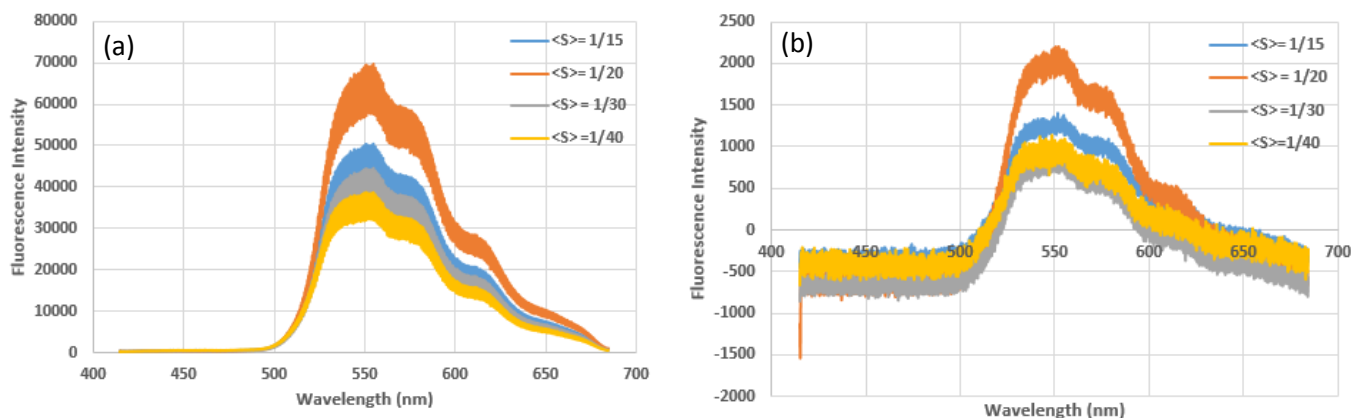 (a)
Fluorescence Intensity
80000
70000
60000
50000
40000
30000
20000
10000
0
400 450 500 550 600 650 700
Wavelength (nm)
<S>= 1/15
<S> = 1/20
<S> = 1/30
<S> =1/40
(b)
Fluorescence Intensity
2500
2000
1500
1000
500
0
-500
-1000
-1500
-2000
400 450 500 550 600 650 700
Wavelength (nm)
<S>= 1/15
<S> = 1/20
<S> =1/30
<S>=1/40